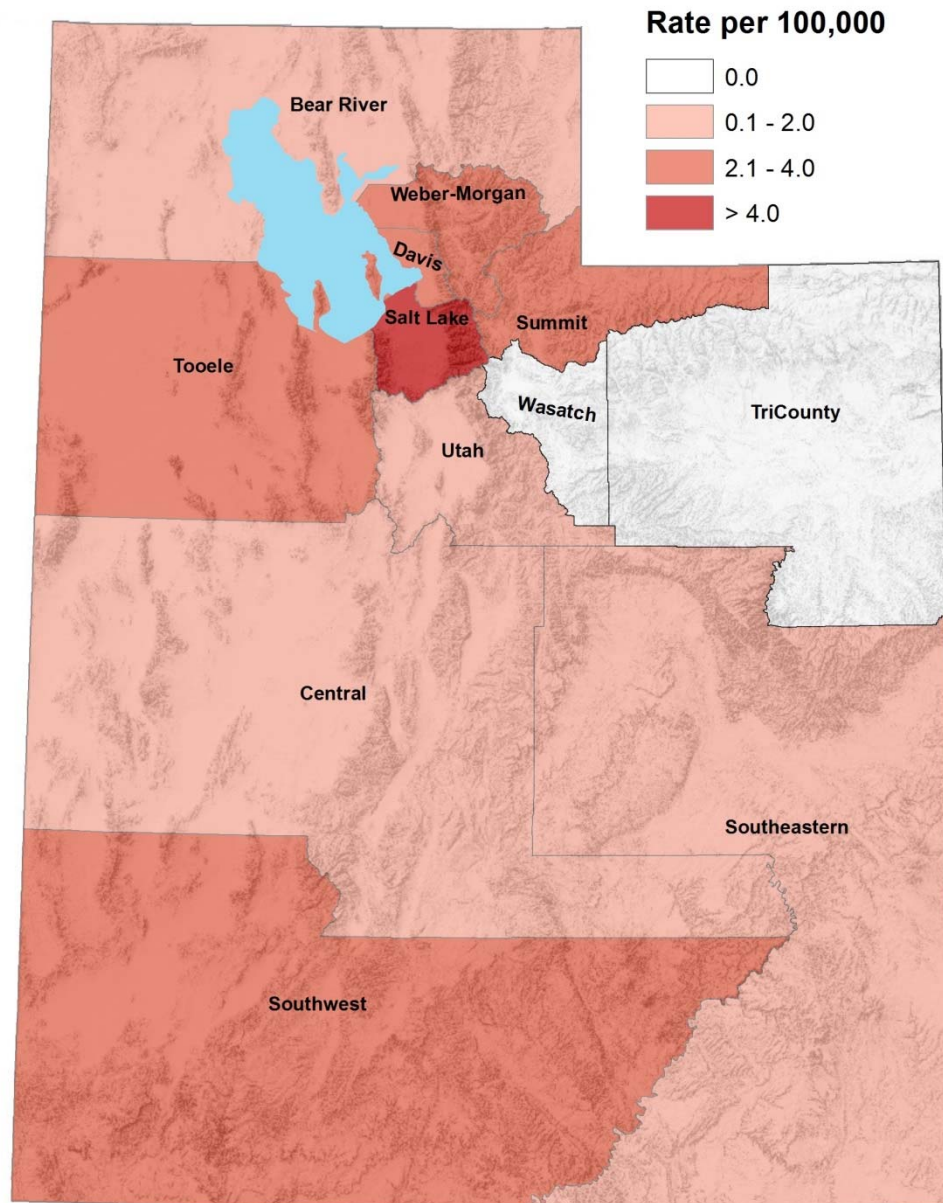 Rate per 100,000
0.0
0.1 - 2.0
2.1 - 4.0
> 4.0
Bear River
Weber-Morgan
Davis
Salt Lake
Summit
Tooele
Wasatch
TriCounty
Utah
Central
Southeastern
Southwest